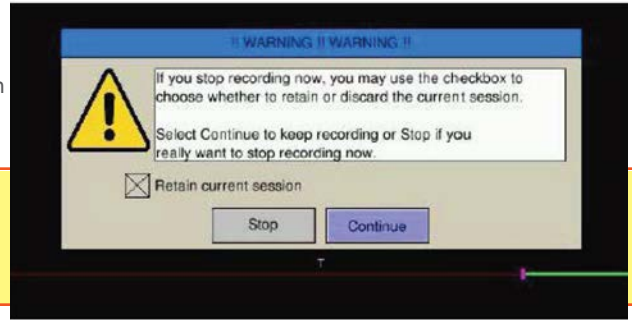 !! WARNING !! WARNING !!
If you stop recording now, you may use the checkbox to
choose whether to retain or discard the current session.
Select Continue to keep recording or Stop if you
really want to stop recording now.
Retain current session
Stop
Continue
T